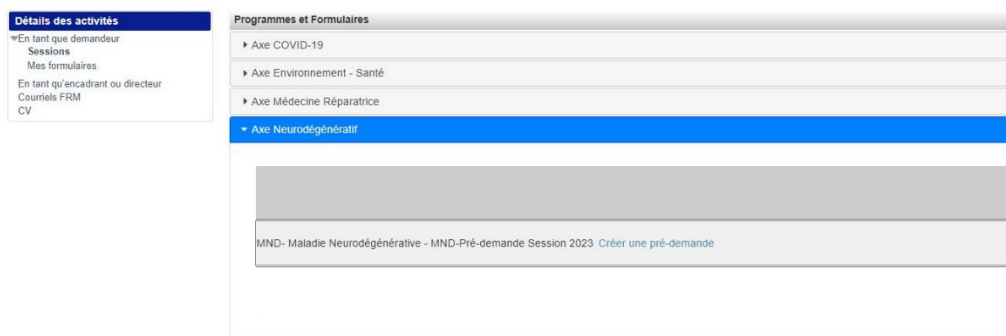 Détails des activités
En tant que demandeur
Sessions
Mes formulaires
En tant qu'encadrant ou directeur
Courriels FRM
CV
Programmes et Formulaires
Axe COVID-19
Axe Environnement - Santé
Axe Médecine Réparatrice
Axe Neurodégénératif
MND- Maladie Neurodégénérative - MND-Pré-demande Session 2023 Créer une pré-demande